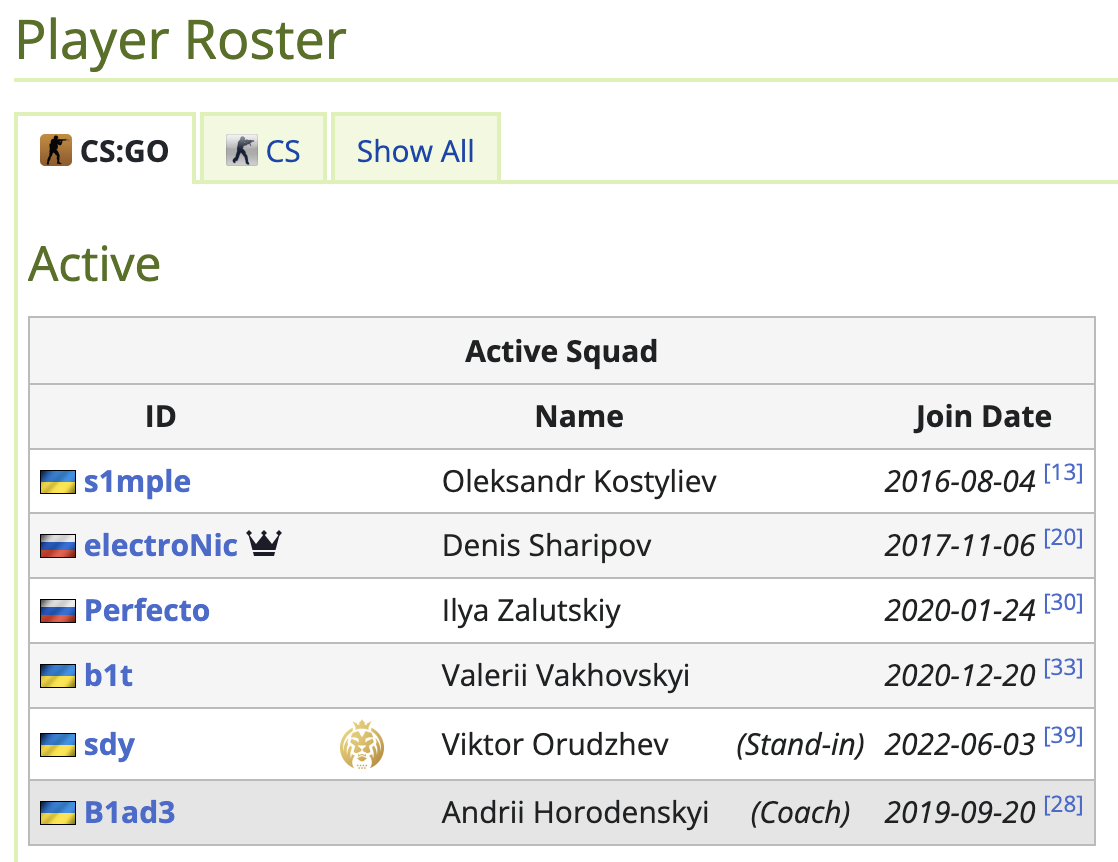 Player Roster
CS:GO CS Show All
Active
Active Squad
ID Name Join Date
s1mple Oleksandr Kostyliev 2016-08-04 [13]
electroNic Denis Sharipov 2017-11-06 [20]
Perfecto Ilya Zalutskiy 2020-01-24 [30]
b1t Valerii Vakhovskyi 2020-12-20 [33]
sdy Viktor Orudzhev (Stand-in) 2022-06-03 [39]
B1ad3 Andrii Horodenskyi (Coach) 2019-09-20 [28]